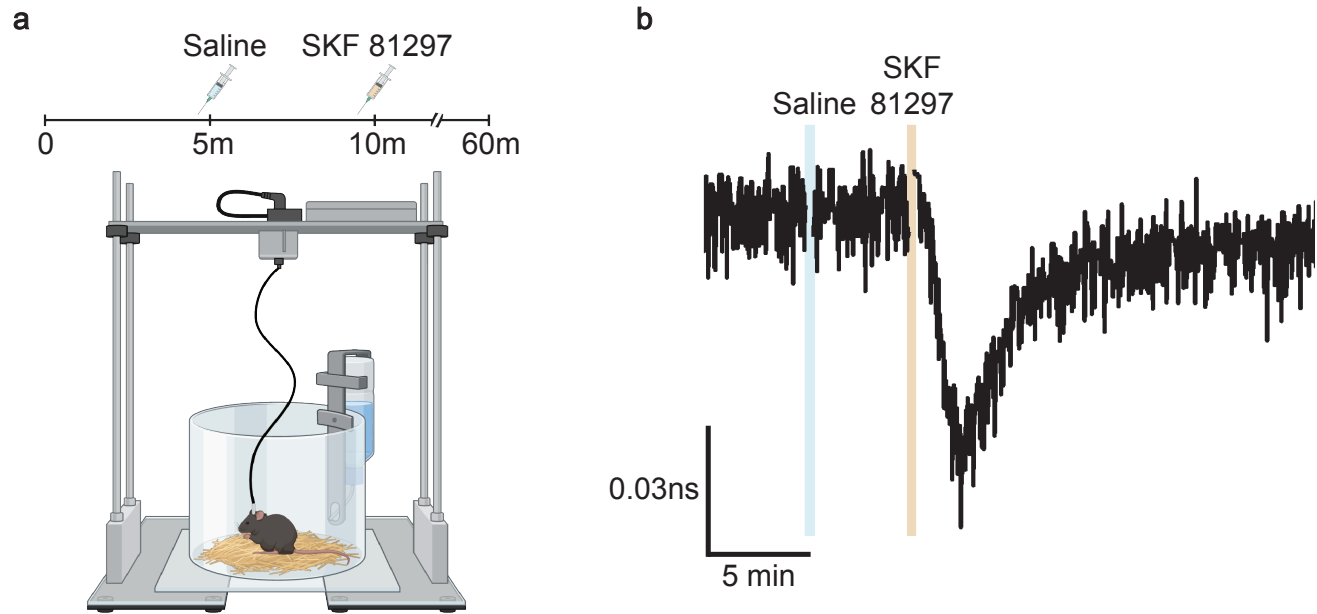 a
Saline SKF 81297
0 5m 10m 60m
b
SKF
Saline 81297
0.03ns
5 min